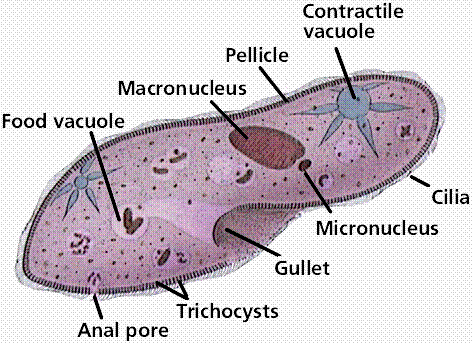 Contractile
vacuole
Pellicle
Macronucleus
Food vacuole
Cilia
Micronucleus
Gullet
Trichocysts
Anal pore